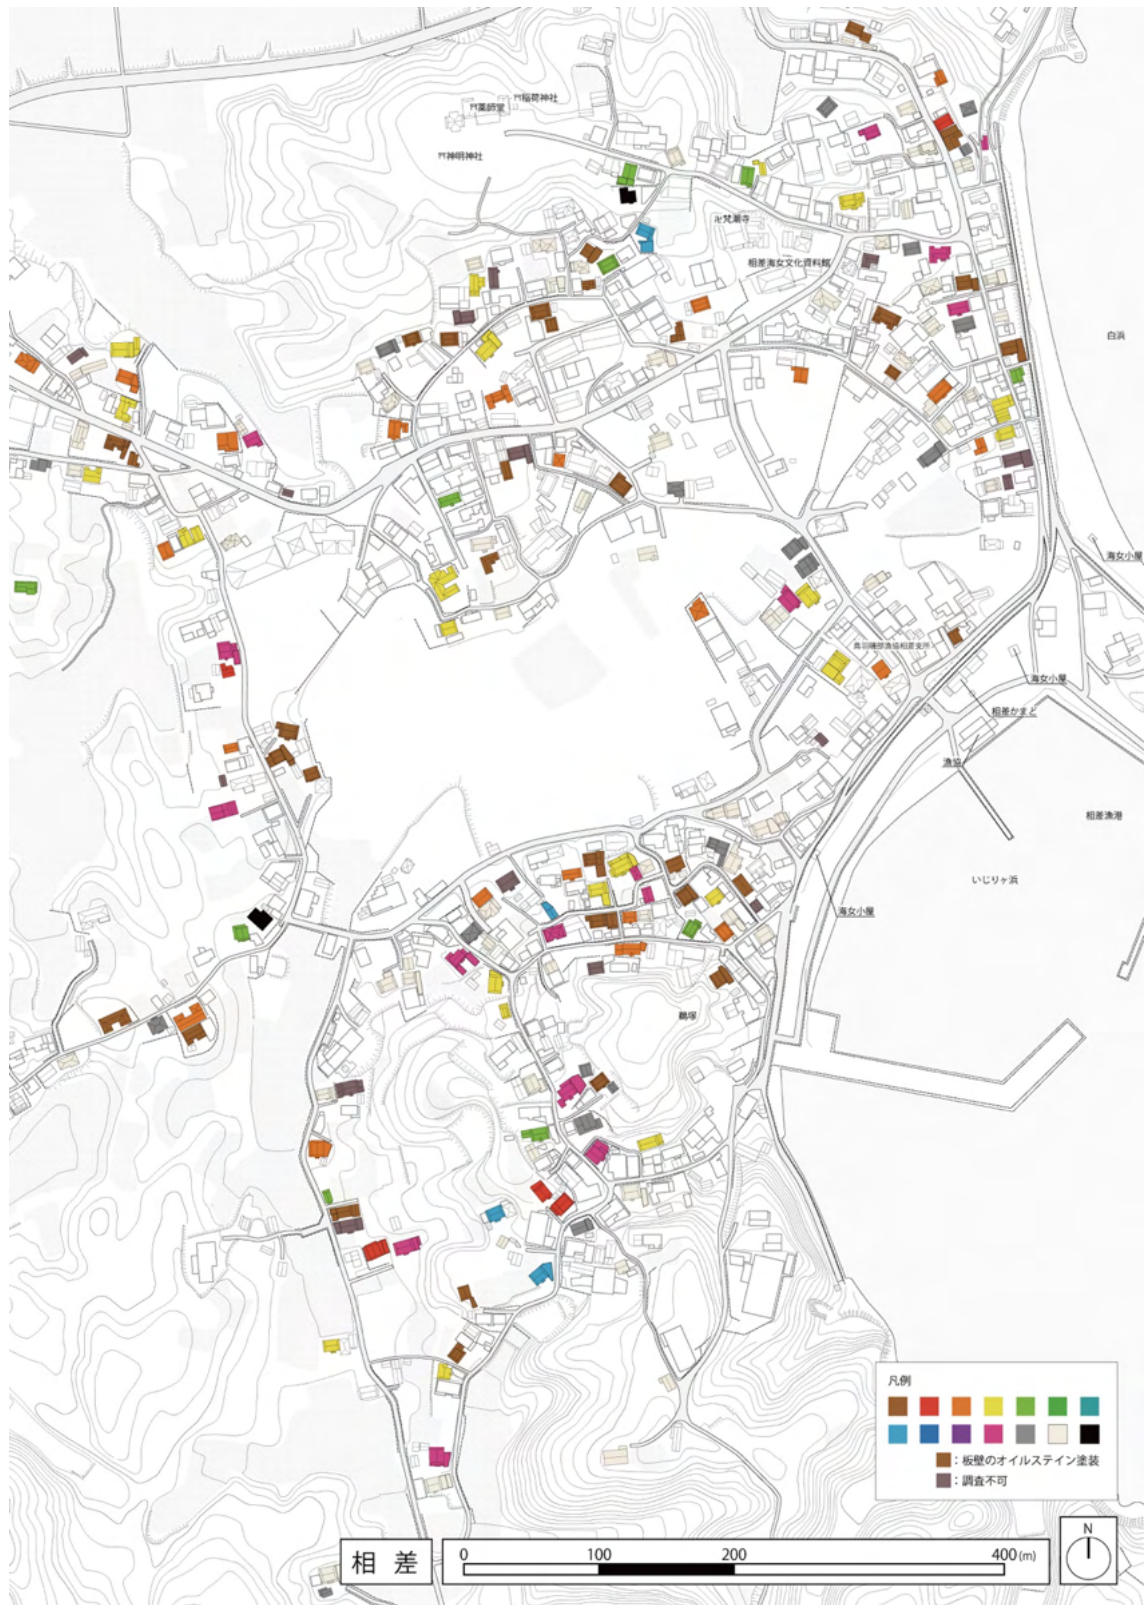 ⛩稲荷神社
⛩薬師堂
⛩神明神社
卍梵潮寺
相差海女文化資料館
白浜
海女小屋
鳥羽磯部漁協相差支所
海女小屋
相差かまど
漁協
相差漁港
いじりヶ浜
海女小屋
鵜塚
凡例
：板壁のオイルステイン塗装
：調査不可
相差
0 100 200 400(m)
N